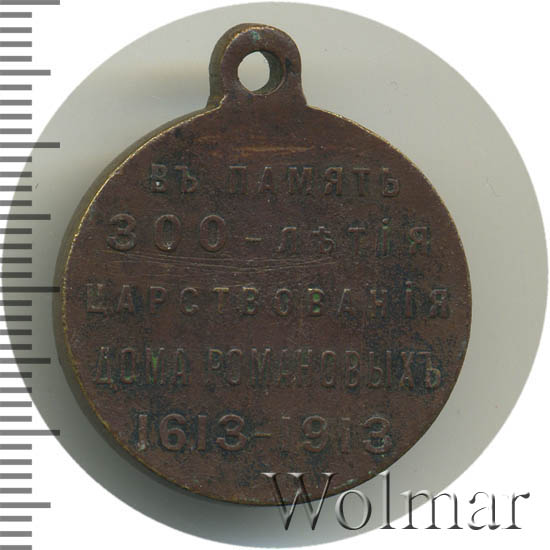 ВЪ ПАМЯТЬ
300-ЛѢТІЯ
ЦАРСТВОВАНІЯ
ДОМА РОМАНОВЫХЪ
1613-1913
Wolmar